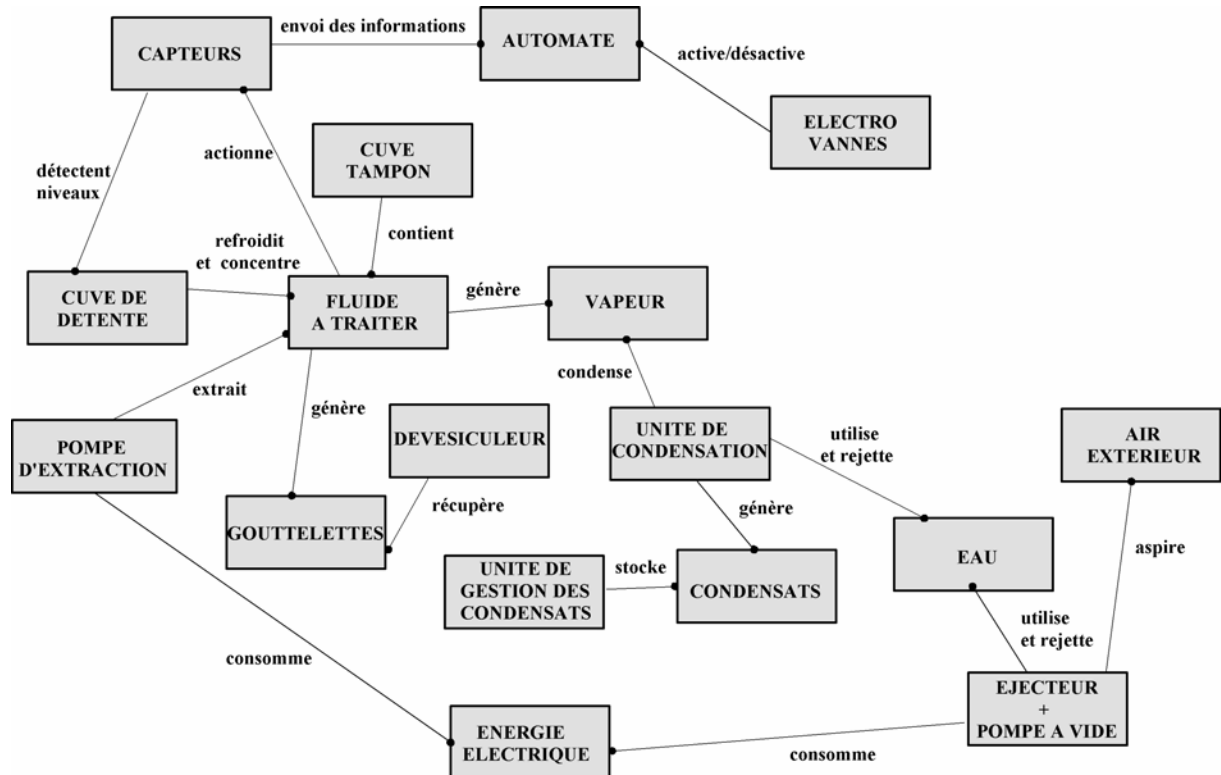 envoi des informations
CAPTEURS
AUTOMATE
active/désactive
ELECTRO
VANNES
actionne
CUVE
TAMPON
détectent
niveaux
contient
refroidit
et concentre
CUVE DE
DETENTE
FLUIDE
A TRAITER
génère
VAPEUR
extrait
condense
génère
POMPE
D'EXTRACTION
DEVESICULEUR
UNITE DE
CONDENSATION
utilise
et rejette
AIR
EXTERIEUR
GOUTTELETTES
récupère
génère
EAU
aspire
UNITE DE
GESTION DES
CONDENSATS
stocke
CONDENSATS
utilise
et rejette
consomme
EJECTEUR
+
POMPE A VIDE
ENERGIE
ELECTRIQUE
consomme